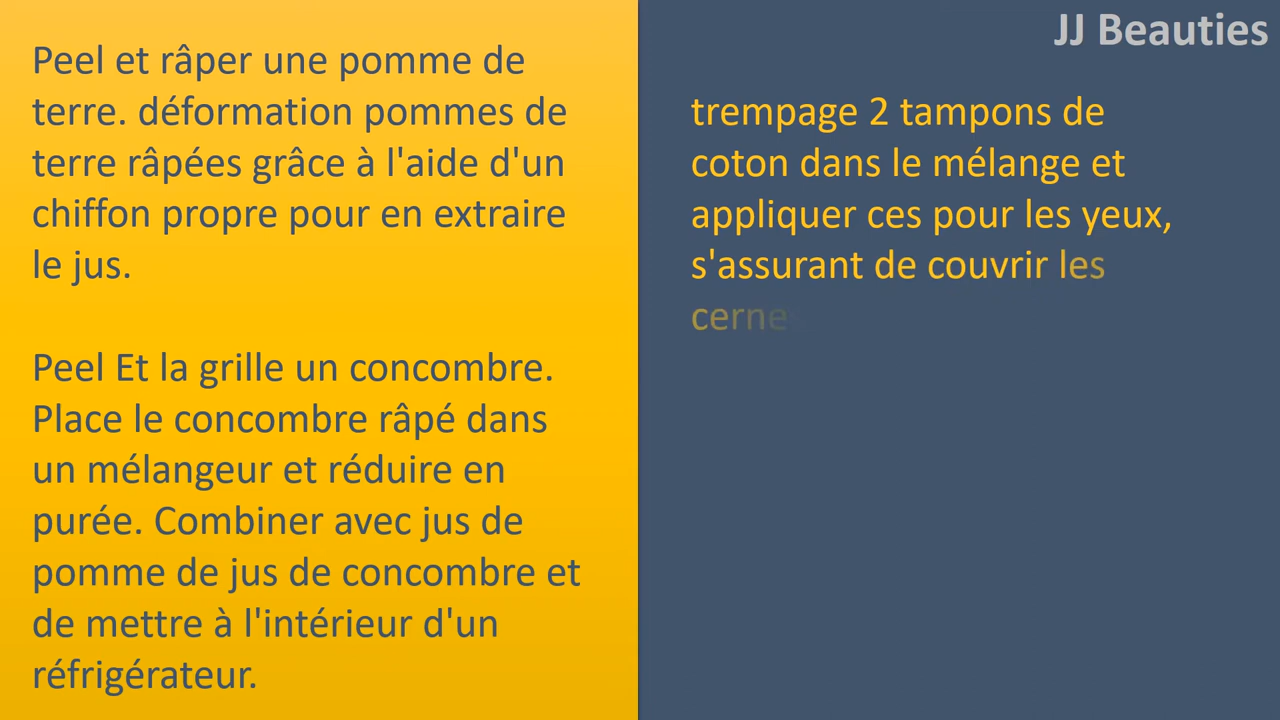 JJ Beauties
Peel et râper une pomme de
terre. déformation pommes de
terre râpées grâce à l'aide d'un
chiffon propre pour en extraire
le jus.
Peel Et la grille un concombre.
Place le concombre râpé dans
un mélangeur et réduire en
purée. Combiner avec jus de
pomme de jus de concombre et
de mettre à l'intérieur d'un
réfrigérateur.
trempage 2 tampons de
coton dans le mélange et
appliquer ces pour les yeux,
s'assurant de couvrir les
cernes